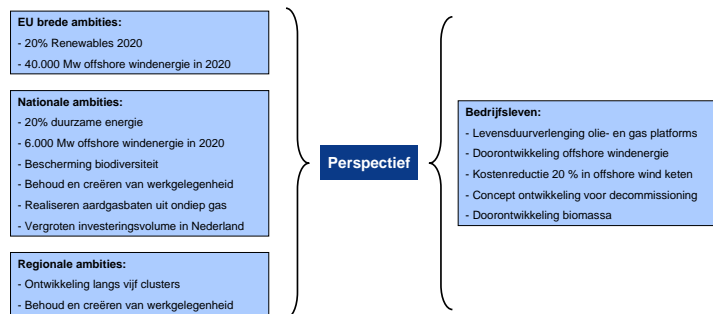 EU brede ambities:
- 20% Renewables 2020
- 40.000 Mw offshore windenergie in 2020
Nationale ambities:
- 20% duurzame energie
- 6.000 Mw offshore windenergie in 2020
- Bescherming biodiversiteit
- Behoud en creëren van werkgelegenheid
- Realiseren aardgasbaten uit ondiep gas
- Vergroten investeringsvolume in Nederland
Regionale ambities:
- Ontwikkeling langs vijf clusters
- Behoud en creëren van werkgelegenheid
Perspectief
Bedrijfsleven:
- Levensduurverlenging olie- en gas platforms
- Doorontwikkeling offshore windenergie
- Kostenreductie 20 % in offshore wind keten
- Concept ontwikkeling voor decommissioning
- Doorontwikkeling biomassa